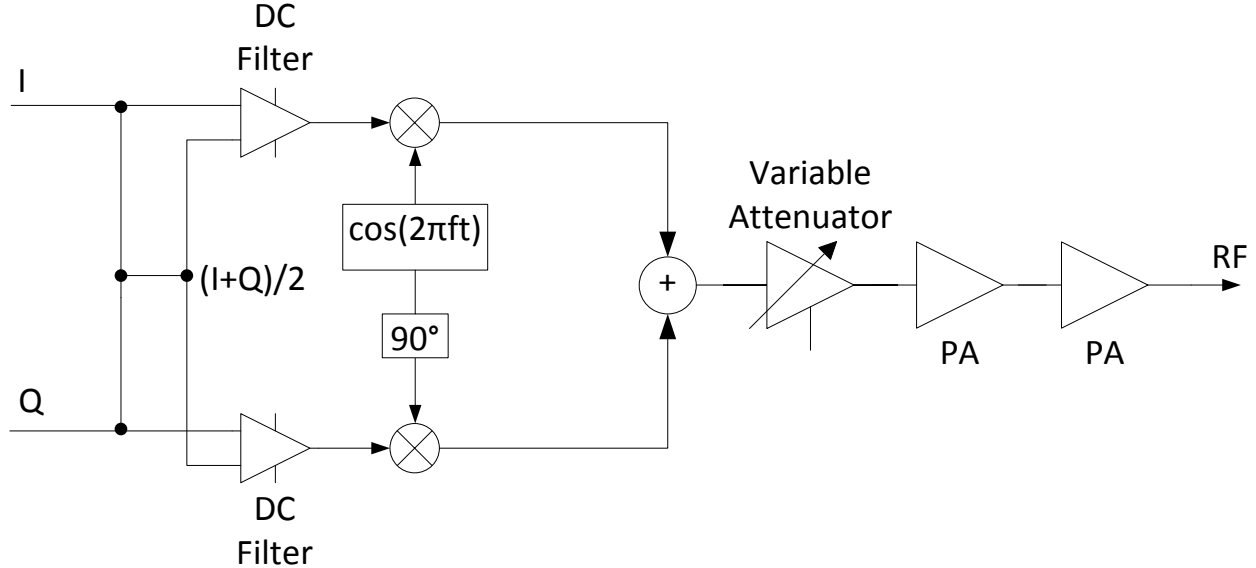 DC
Filter
I
cos(2πft)
(I+Q)/2
90°
Q
DC
Filter
+
Variable
Attenuator
PA
PA
RF